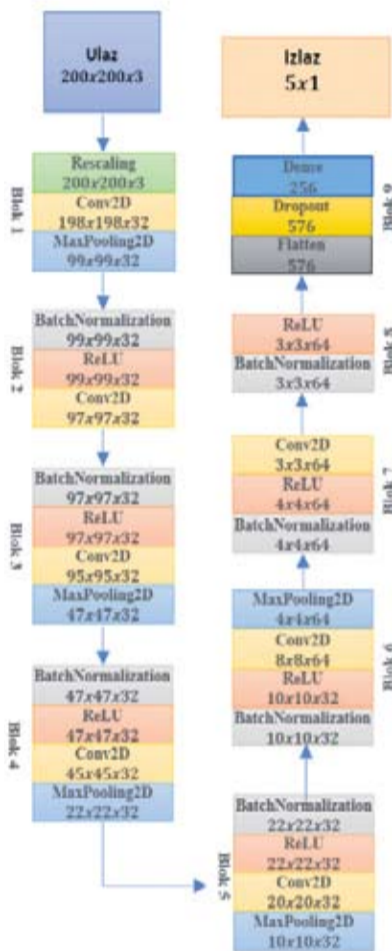 Ulaz
200x200x3
Blok 1
Rescaling
200x200x3
Conv2D
198x198x32
MaxPooling2D
99x99x32
Blok 2
BatchNormalization
99x99x32
ReLU
99x99x32
Conv2D
97x97x32
Blok 3
BatchNormalization
97x97x32
ReLU
97x97x32
Conv2D
95x95x32
MaxPooling2D
47x47x32
Blok 4
BatchNormalization
47x47x32
ReLU
47x47x32
Conv2D
45x45x32
MaxPooling2D
22x22x32
Izlaz
5x1
Dense
256
Dropout
576
Flatten
576
Blok 9
ReLU
3x3x64
BatchNormalization
3x3x64
Blok 8
Conv2D
3x3x64
ReLU
4x4x64
BatchNormalization
4x4x64
Blok 7
MaxPooling2D
4x4x64
Conv2D
8x8x64
ReLU
10x10x32
BatchNormalization
10x10x32
Blok 6
Blok 5
BatchNormalization
22x22x32
ReLU
22x22x32
Conv2D
20x20x32
MaxPooling2D
10x10x32